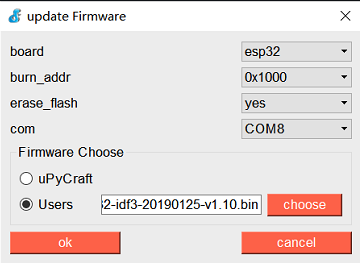 update Firmware
board esp32
burn_addr 0x1000
erase_flash yes
com COM8
Firmware Choose
uPyCraft
Users 32-idf3-20190125-v1.10.bin choose
ok cancel